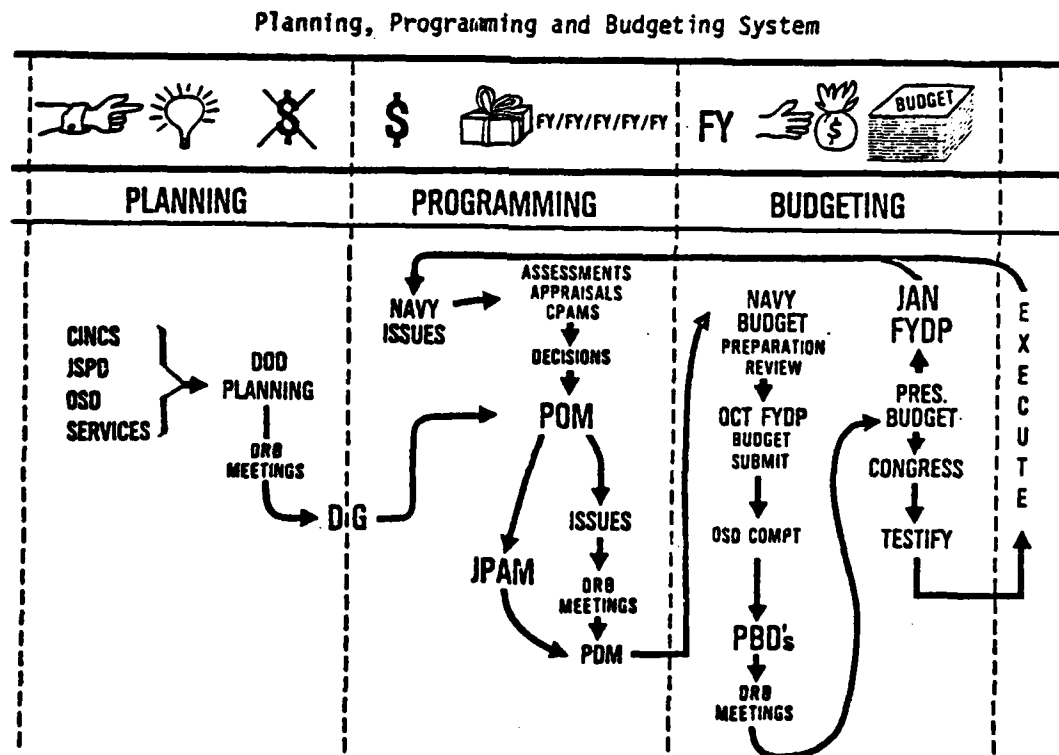 Planning, Programming and Budgeting System
$
$
FY/FY/FY/FY/FY
FY
$
BUDGET
PLANNING
PROGRAMMING
BUDGETING
CINCS
JSPD
OSD
SERVICES
DOD
PLANNING
DRB
MEETINGS
DG
NAVY
ISSUES
ASSESSMENTS
APPRAISALS
CPAMS
DECISIONS
POM
JPAM
ISSUES
DRB
MEETINGS
PDM
NAVY
BUDGET
PREPARATION
REVIEW
OCT FYDP
BUDGET
SUBMIT
OSD COMPT
PBD's
DRB
MEETINGS
JAN
FYDP
PRES.
BUDGET
CONGRESS
TESTIFY
EXECUTE